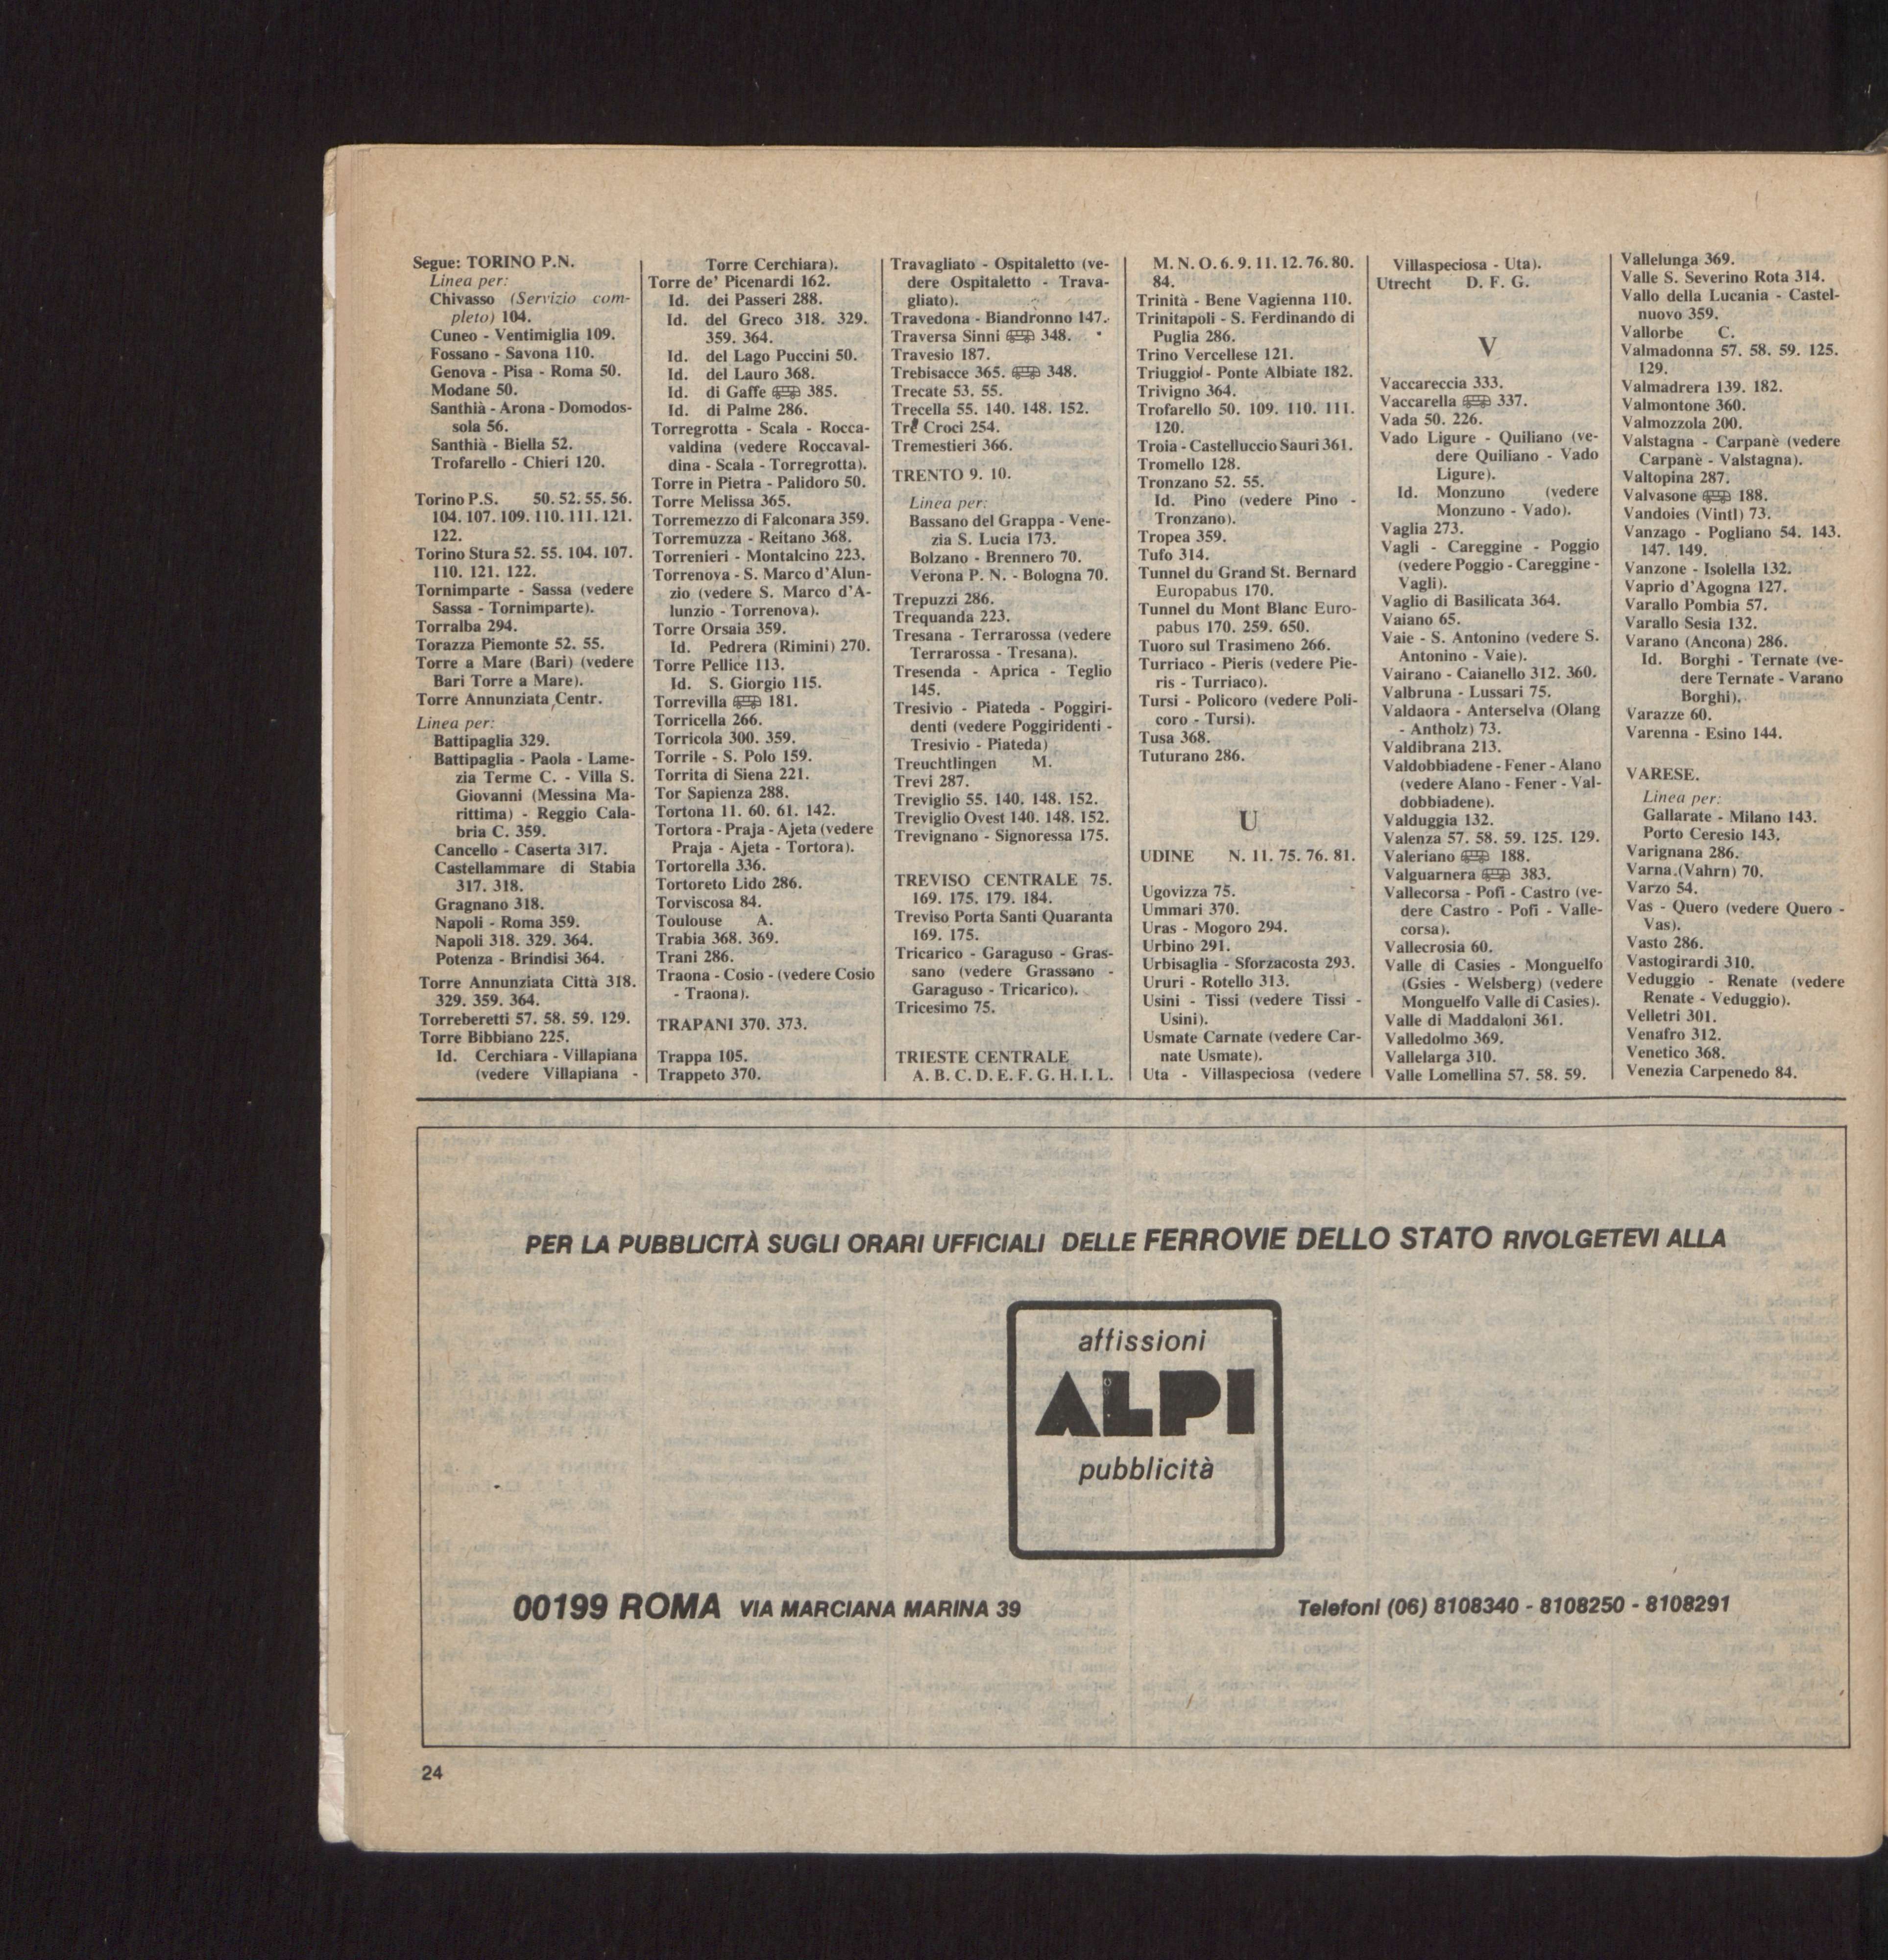 Segue: TORINO P.N.
Linea per:
Chivasso (Servizio com-
pleto) 104.
Cuneo - Ventimiglia 109.
Fossano - Savona 110.
Genova - Pisa - Roma 50.
Modane 50.
Santhià - Arona - Domodos-
sola 56.
Santhià - Biella 52.
Trofarello - Chieri 120.
Torino P.S. 50. 52. 55. 56.
104. 107. 109. 110. 111. 121.
122.
Torino Stura 52. 55. 104. 107.
110. 121. 122.
Tornimparte - Sassa (vedere
Sassa - Tornimparte).
Torralba 294.
Torazza Piemonte 52. 55.
Torre a Mare (Bari) (vedere
Bari Torre a Mare).
Torre Annunziata Centr.
Linea per:
Battipaglia 329.
Battipaglia - Paola - Lame-
zia Terme C. - Villa S.
Giovanni (Messina Ma-
rittima) - Reggio Cala-
bria C. 359.
Cancello - Caserta 317.
Castellammare di Stabia
317. 318.
Gragnano 318.
Napoli - Roma 359.
Napoli 318. 329. 364.
Potenza - Brindisi 364.
Torre Annunziata Città 318.
329. 359. 364.
Torreberetti 57. 58. 59. 129.
Torre Bibbiano 225.
Id. Cerchiara - Villapiana
(vedere Villapiana -
Torre Cerchiara).
Torre de' Picenardi 162.
Id. dei Passeri 288.
Id. del Greco 318. 329.
359. 364.
Id. del Lago Puccini 50.
Id. del Lauro 368.
Id. di Gaffe 385.
Id. di Palme 286.
Torregrotta - Scala - Rocca-
valdina (vedere Roccaval-
dina - Scala - Torregrotta).
Torre in Pietra - Palidoro 50.
Torre Melissa 365.
Torremezzo di Falconara 359.
Torremuzza - Reitano 368.
Torrenieri - Montalcino 223.
Torrenova - S. Marco d'Alun-
zio (vedere S. Marco d'A-
lunzio - Torrenova).
Torre Orsaia 359.
Id. Pedrera (Rimini) 270.
Torre Pellice 113.
Id. S. Giorgio 115.
Torrevilla 181.
Torricella 266.
Torricola 300. 359.
Torrile - S. Polo 159.
Torrita di Siena 221.
Tor Sapienza 288.
Tortona 11. 60. 61. 142.
Tortora - Praja - Ajeta (vedere
Praja - Ajeta - Tortora).
Tortorella 336.
Tortoreto Lido 286.
Torviscosa 84.
Toulouse A.
Trabia 368. 369.
Trani 286.
Traona - Cosio - (vedere Cosio
- Traona).
TRAPANI 370. 373.
Trappa 105.
Trappeto 370.
Travagliato - Ospitaletto (ve-
dere Ospitaletto - Trava-
gliato).
Travedona - Biandronno 147.
Traversa Sinni 348.
Travesio 187.
Trebisacce 365. 348.
Trecate 53. 55.
Trecella 55. 140. 148. 152.
Tre Croci 254.
Tremestieri 366.
TRENTO 9. 10.
Linea per:
Bassano del Grappa - Vene-
zia S. Lucia 173.
Bolzano - Brennero 70.
Verona P. N. - Bologna 70.
Trepuzzi 286.
Trequanda 223.
Tresana - Terrarossa (vedere
Terrarossa - Tresana).
Tresenda - Aprica - Teglio
145.
Tresivio - Piateda - Poggiri-
denti (vedere Poggiridenti -
Tresivio - Piateda)
Treuchtlingen M.
Trevi 287.
Treviglio 55. 140. 148. 152.
Treviglio Ovest 140. 148. 152.
Trevignano - Signoressa 175.
TREVISO CENTRALE 75.
169. 175. 179. 184.
Treviso Porta Santi Quaranta
169. 175.
Tricarico - Garaguso - Gras-
sano (vedere Grassano -
Garaguso - Tricarico).
Tricesimo 75.
TRIESTE CENTRALE
A. B. C. D. E. F. G. H. I. L.
M. N. O. 6. 9. 11. 12. 76. 80.
84.
Trinità - Bene Vagienna 110.
Trinitapoli - S. Ferdinando di
Puglia 286.
Trino Vercellese 121.
Triuggio - Ponte Albiate 182.
Trivigno 364.
Trofarello 50. 109. 110. 111.
120.
Troia - Castelluccio Sauri 361.
Tromello 128.
Tronzano 52. 55.
Id. Pino (vedere Pino -
Tronzano).
Tropea 359.
Tufo 314.
Tunnel du Grand St. Bernard
Europabus 170.
Tunnel du Mont Blanc Euro-
pabus 170. 259. 650.
Tuoro sul Trasimeno 266.
Turriaco - Pieris (vedere Pie-
ris - Turriaco).
Tursi - Policoro (vedere Poli-
coro - Tursi).
Tusa 368.
Tuturano 286.
U
UDINE N. 11. 75. 76. 81.
Ugovizza 75.
Ummari 370.
Uras - Mogoro 294.
Urbino 291.
Urbisaglia - Sforzacosta 293.
Ururi - Rotello 313.
Usini - Tissi (vedere Tissi -
Usini).
Usmate Carnate (vedere Car-
nate Usmate).
Uta - Villaspeciosa (vedere
Villaspeciosa - Uta).
Utrecht D. F. G.
V
Vaccareccia 333.
Vaccarella 337.
Vada 50. 226.
Vado Ligure - Quiliano (ve-
dere Quiliano - Vado
Ligure).
Id. Monzuno (vedere
Monzuno - Vado).
Vaglia 273.
Vagli - Careggine - Poggio
(vedere Poggio - Careggine -
Vagli).
Vaglio di Basilicata 364.
Vaiano 65.
Vaie - S. Antonino (vedere S.
Antonino - Vaie).
Vairano - Caianello 312. 360.
Valbruna - Lussari 75.
Valdaora - Anterselva (Olang
- Antholz) 73.
Valdibrana 213.
Valdobbiadene - Fener - Alano
(vedere Alano - Fener - Val-
dobbiadene).
Valduggia 132.
Valenza 57. 58. 59. 125. 129.
Valeriano 188.
Valguarnera 383.
Vallecorsa - Pofi - Castro (ve-
dere Castro - Pofi - Valle-
corsa).
Vallecrosia 60.
Valle di Casies - Monguelfo
(Gsies - Welsberg) (vedere
Monguelfo Valle di Casies).
Valle di Maddaloni 361.
Valledolmo 369.
Vallelarga 310.
Valle Lomellina 57. 58. 59.
Vallelunga 369.
Valle S. Severino Rota 314.
Vallo della Lucania - Castel-
nuovo 359.
Vallorbe C.
Valmadonna 57. 58. 59. 125.
129.
Valmadrera 139. 182.
Valmontone 360.
Valmozzola 200.
Valstagna - Carpanè (vedere
Carpanè - Valstagna).
Valtopina 287.
Valvasone 188.
Vandoies (Vintl) 73.
Vanzago - Pogliano 54. 143.
147. 149.
Vanzone - Isolella 132.
Vaprio d'Agogna 127.
Varallo Pombia 57.
Varallo Sesia 132.
Varano (Ancona) 286.
Id. Borghi - Ternate (ve-
dere Ternate - Varano
Borghi).
Varazze 60.
Varenna - Esino 144.
VARESE.
Linea per:
Gallarate - Milano 143.
Porto Ceresio 143.
Varignana 286.
Varna (Vahrn) 70.
Varzo 54.
Vas - Quero (vedere Quero -
Vas).
Vasto 286.
Vastogirardi 310.
Veduggio - Renate (vedere
Renate - Veduggio).
Velletri 301.
Venafro 312.
Venetico 368.
Venezia Carpenedo 84.
PER LA PUBBLICITÀ SUGLI ORARI UFFICIALI DELLE FERROVIE DELLO STATO RIVOLGETEVI ALLA
affissioni
ALPI
pubblicità
00199 ROMA VIA MARCIANA MARINA 39
Telefoni (06) 8108340 - 8108250 - 8108291
24